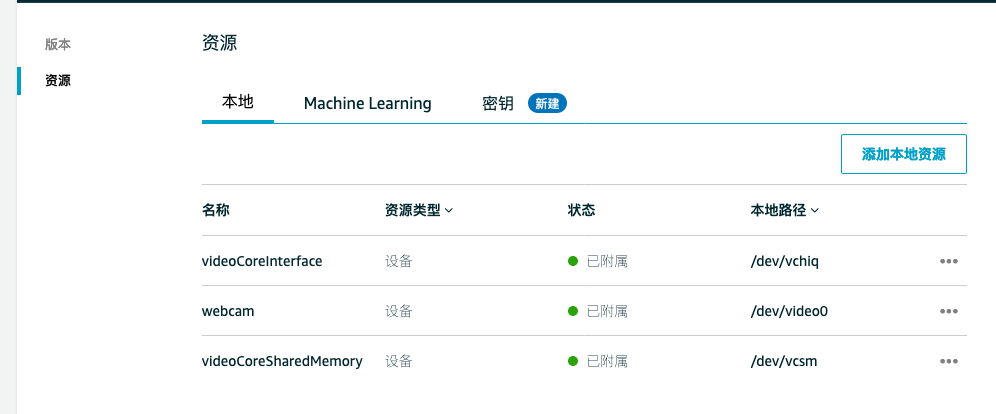 版本
资源
资源
本地 Machine Learning 密钥 新建
添加本地资源
名称 资源类型 状态 本地路径
videoCoreInterface 设备 已附属 /dev/vchiq
webcam 设备 已附属 /dev/video0
videoCoreSharedMemory 设备 已附属 /dev/vcsm